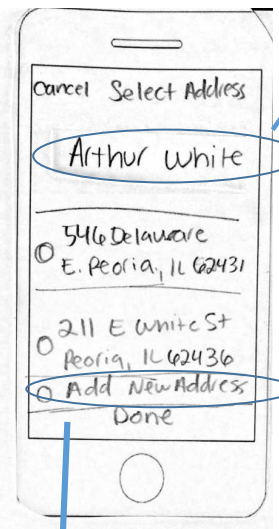 Cancel Select Address
Arthur White
546 Delaware
E. Peoria, IL 62431
211 E White St
Peoria, IL 62436
Add New Address
Done